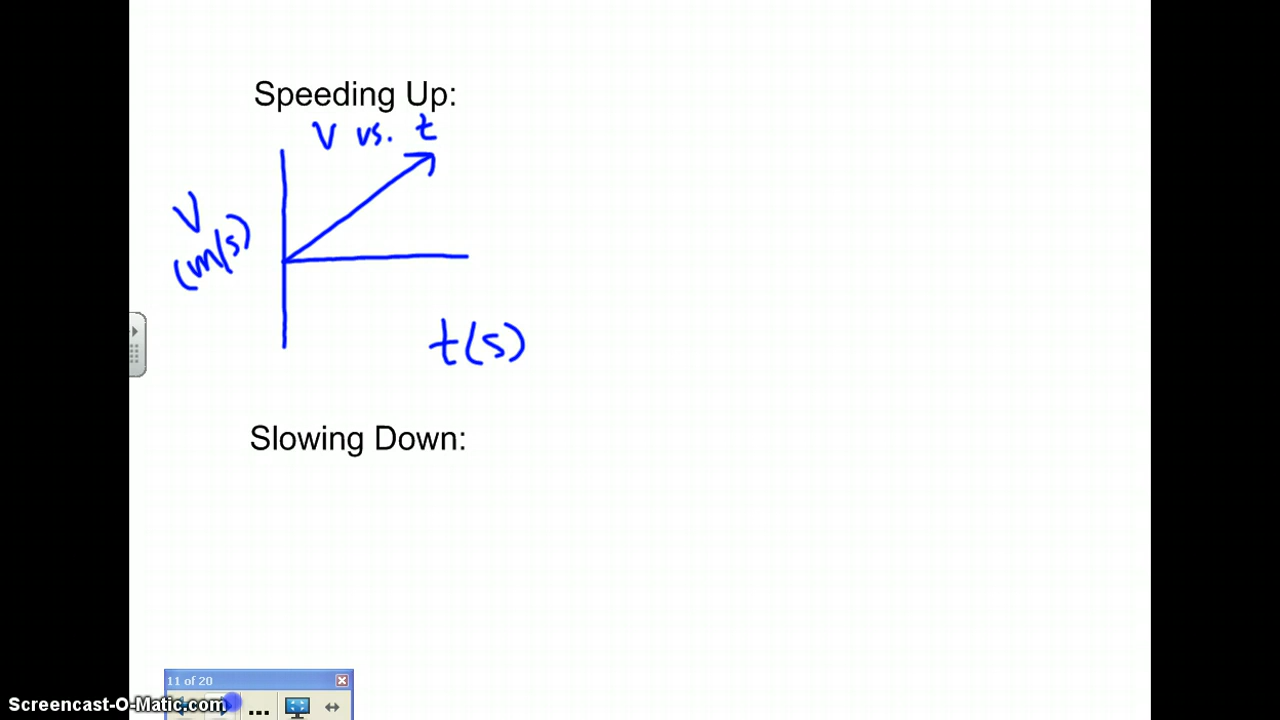 Speeding Up:
V vs. t
V
(m/s)
t(s)
Slowing Down:
11 of 20
...
Screencast-O-Matic.com